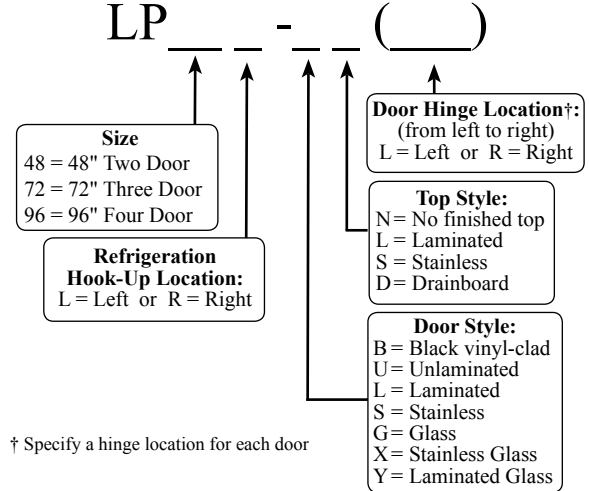 LP__ _ - _ _ (___)
Size
48 = 48" Two Door
72 = 72" Three Door
96 = 96" Four Door
Refrigeration
Hook-Up Location:
L = Left or R = Right
Door Hinge Location†:
(from left to right)
L = Left or R = Right
Top Style:
N = No finished top
L = Laminated
S = Stainless
D = Drainboard
Door Style:
B = Black vinyl-clad
U = Unlaminated
L = Laminated
S = Stainless
G = Glass
X = Stainless Glass
Y = Laminated Glass
† Specify a hinge location for each door